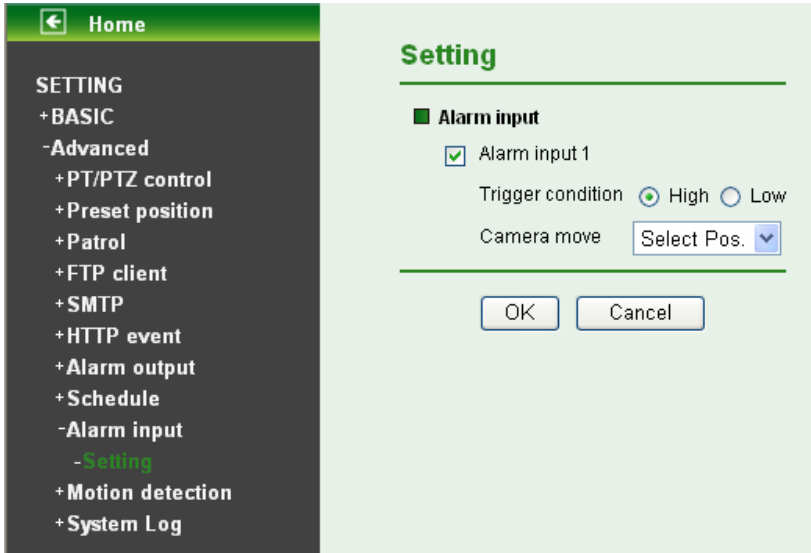 Home
SETTING
+BASIC
-Advanced
+PT/PTZ control
+Preset position
+Patrol
+FTP client
+SMTP
+HTTP event
+Alarm output
+Schedule
-Alarm input
-Setting
+Motion detection
+System Log
Setting
Alarm input
Alarm input 1
Trigger condition High Low
Camera move Select Pos.
OK Cancel